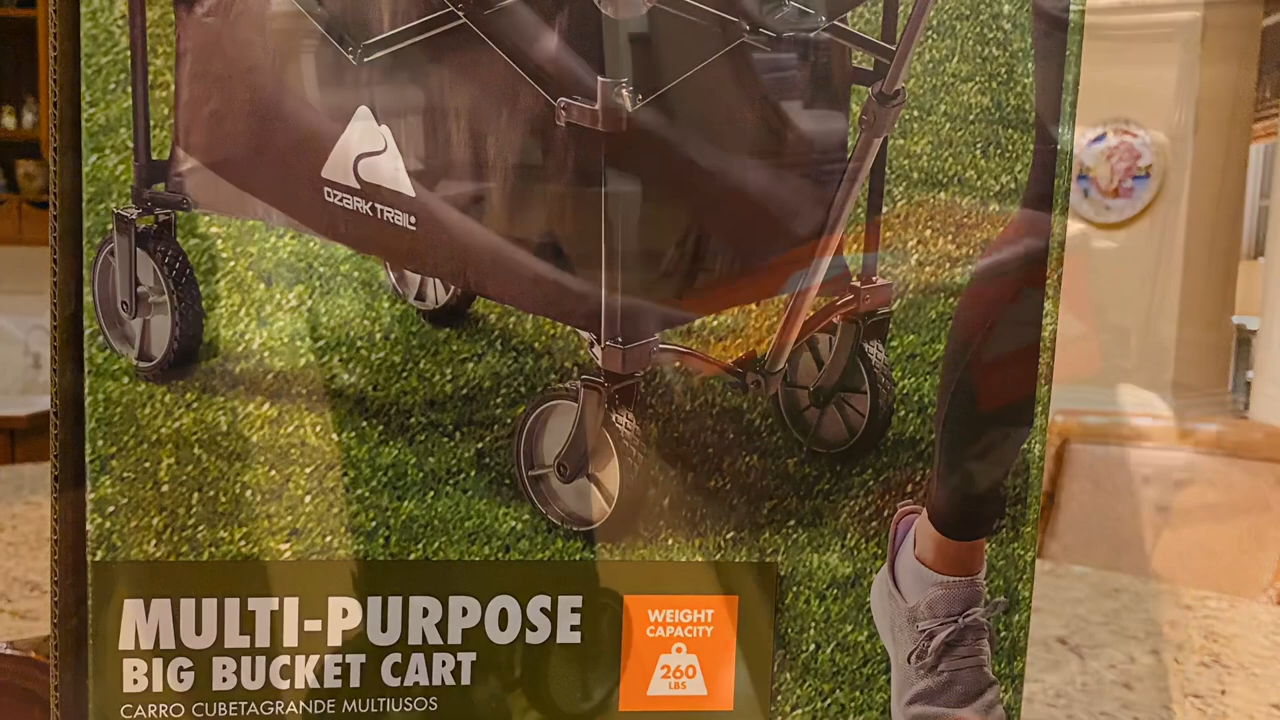 OZARK TRAIL
MULTI-PURPOSE
BIG BUCKET CART
CARRO CUBETAGRANDE MULTIUSOS
WEIGHT
CAPACITY
260
LBS